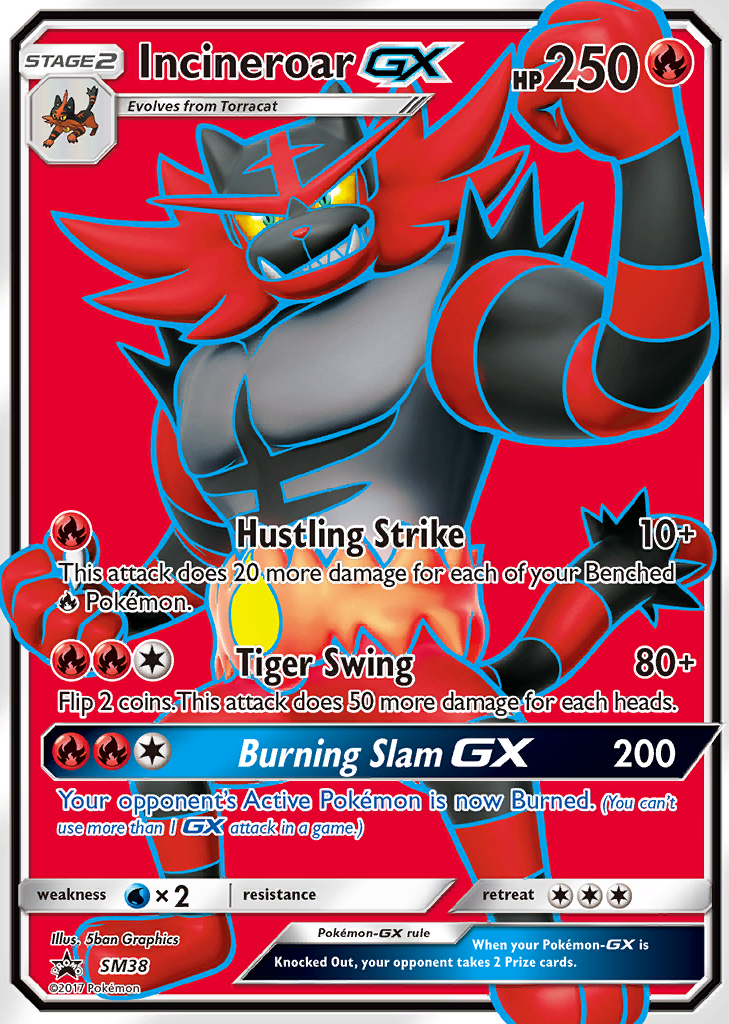 STAGE2 Incineroar GX HP250
Evolves from Torracat
Hustling Strike 10+
This attack does 20 more damage for each of your Benched
Pokémon.
Tiger Swing 80+
Flip 2 coins.This attack does 50 more damage for each heads.
Burning Slam GX 200
Your opponent's Active Pokémon is now Burned. (You can't
use more than 1 GX attack in a game.)
weakness ×2 resistance retreat
Illus. 5ban Graphics
PROMO SM38
©2017 Pokémon
Pokémon-GX rule
When your Pokémon-GX is
Knocked Out, your opponent takes 2 Prize cards.